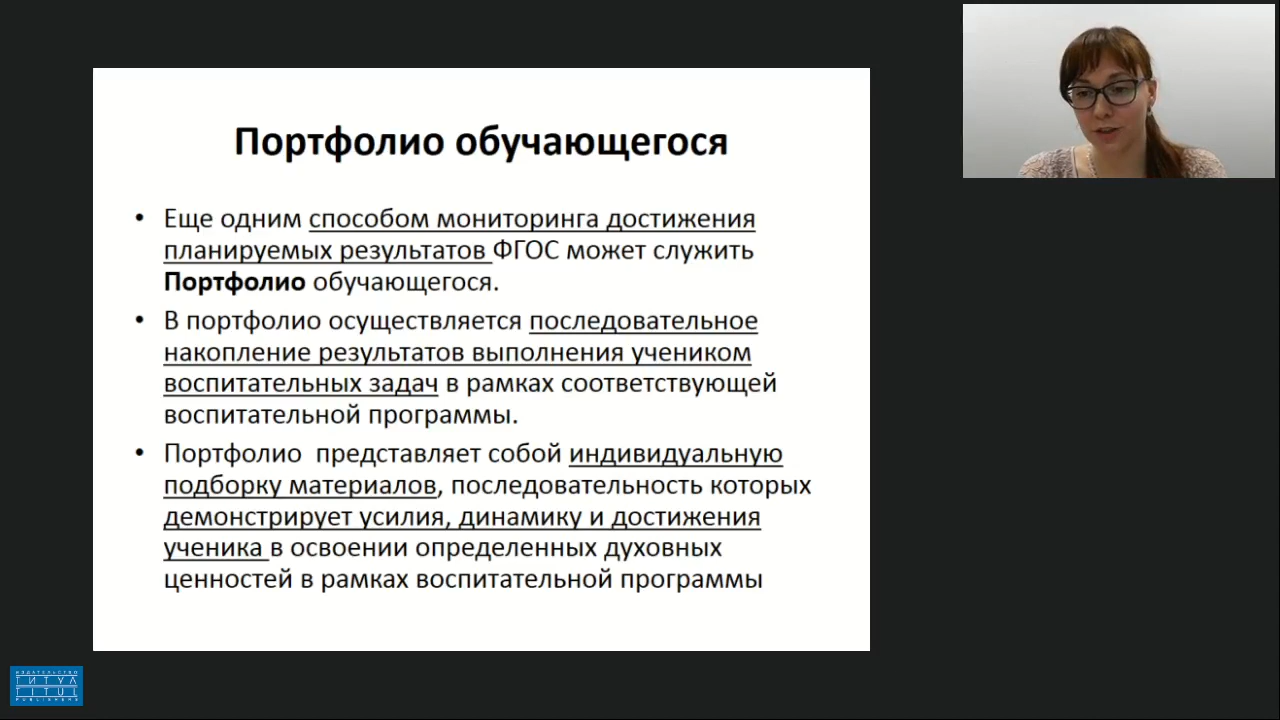 Портфолио обучающегося
• Еще одним способом мониторинга достижения
планируемых результатов ФГОС может служить
Портфолио обучающегося.
• В портфолио осуществляется последовательное
накопление результатов выполнения учеником
воспитательных задач в рамках соответствующей
воспитательной программы.
• Портфолио представляет собой индивидуальную
подборку материалов, последовательность которых
демонстрирует усилия, динамику и достижения
ученика в освоении определенных духовных
ценностей в рамках воспитательной программы
ИЗДАТЕЛЬСТВО
ТИТУЛ
TITUL
PUBLISHERS